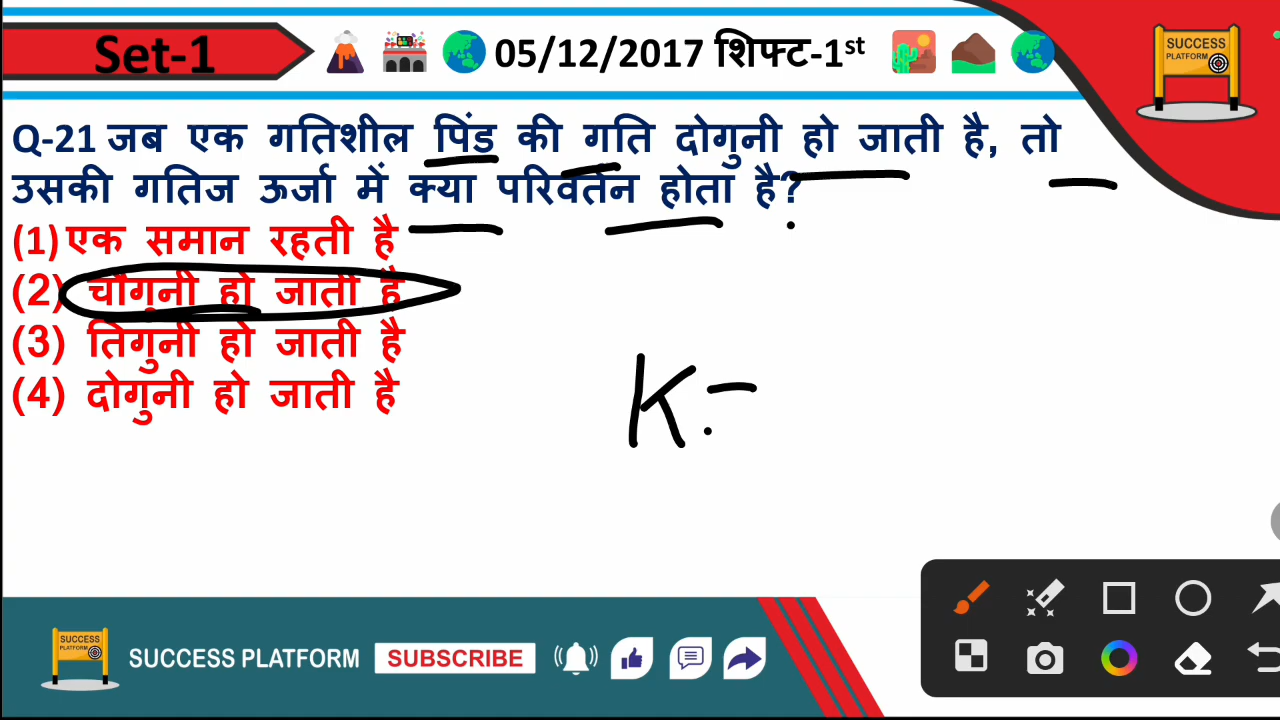 Set-1
05/12/2017 शिफ्ट-1st
SUCCESS
PLATFORM
Q-21 जब एक गतिशील पिंड की गति दोगुनी हो जाती है, तो
उसकी गतिज ऊर्जा में क्या परिवर्तन होता है?
(1) एक समान रहती है
(2) चौगुनी हो जाती है
(3) तिगुनी हो जाती है
(4) दोगुनी हो जाती है
K.-
SUCCESS
PLATFORM
SUCCESS PLATFORM
SUBSCRIBE